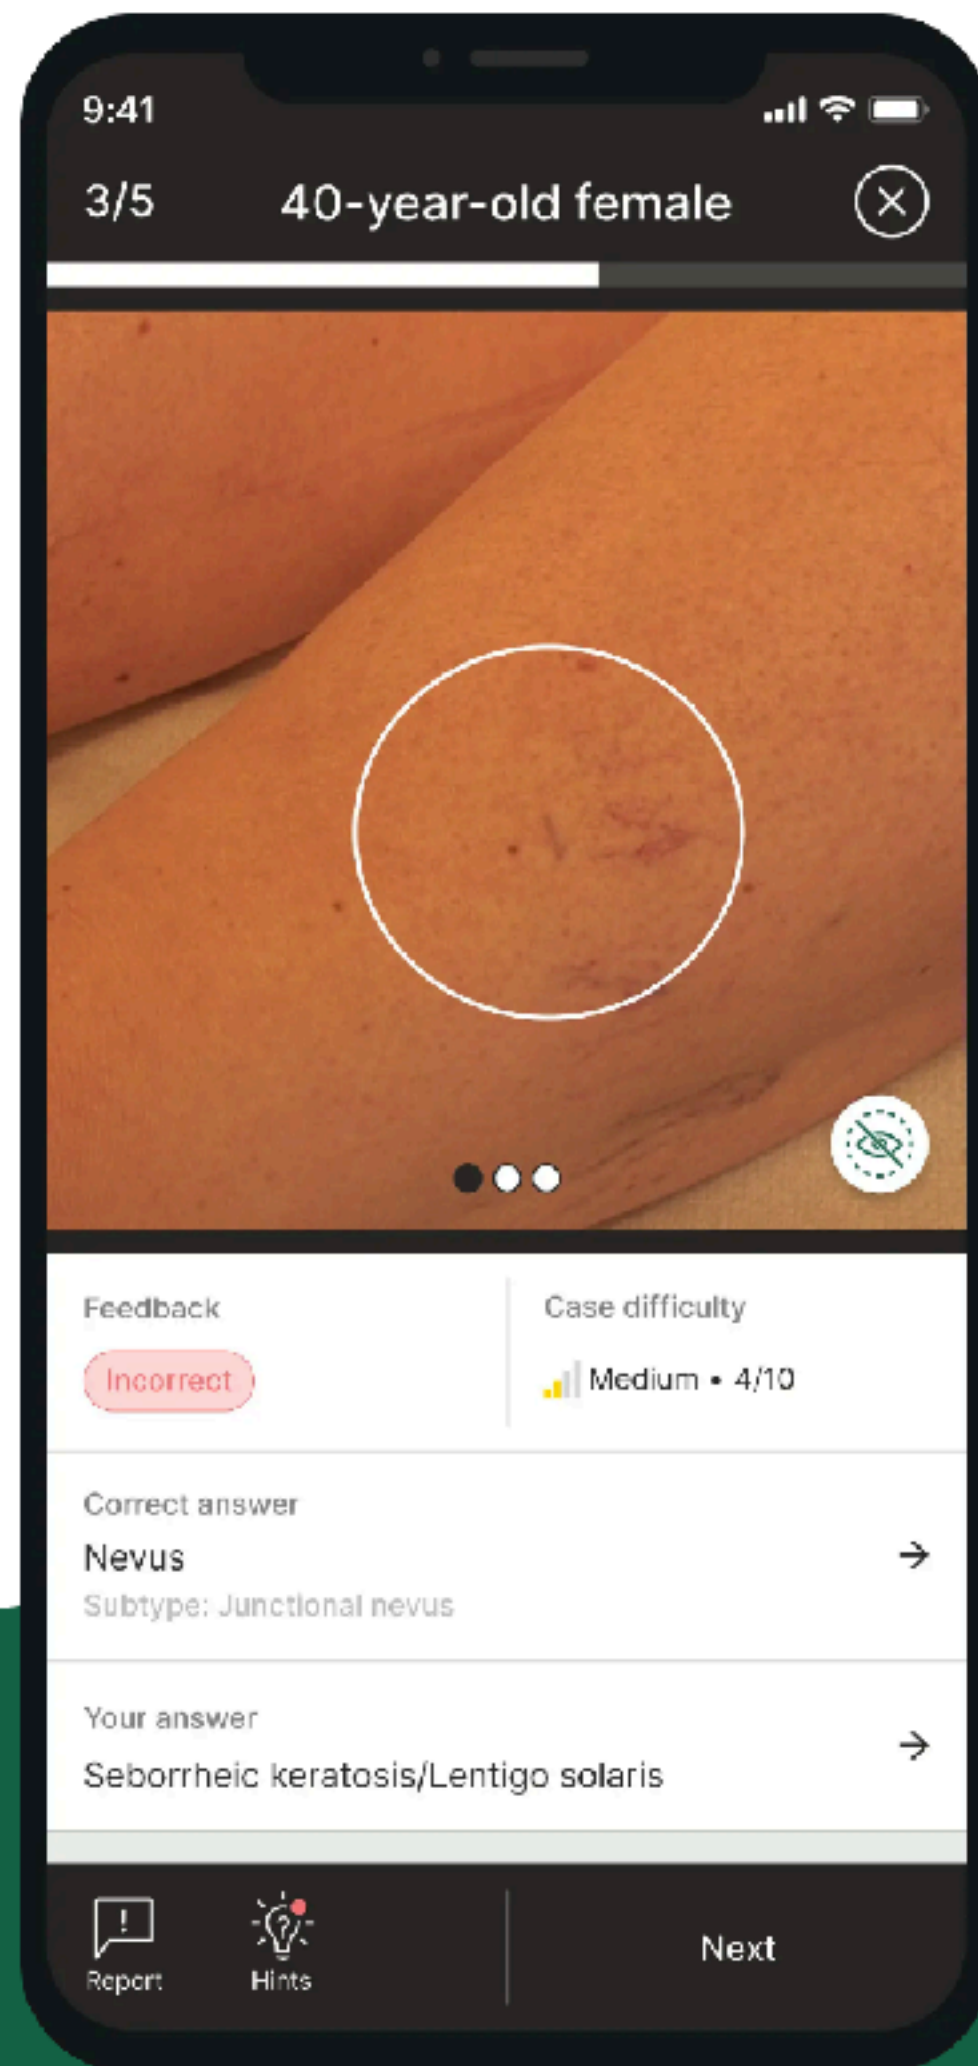 9:41
3/5 40-year-old female
Feedback
Case difficulty
Incorrect
Medium • 4/10
Correct answer
Nevus
Subtype: Junctional nevus
Your answer
Seborrheic keratosis/Lentigo solaris
Report
Hints
Next